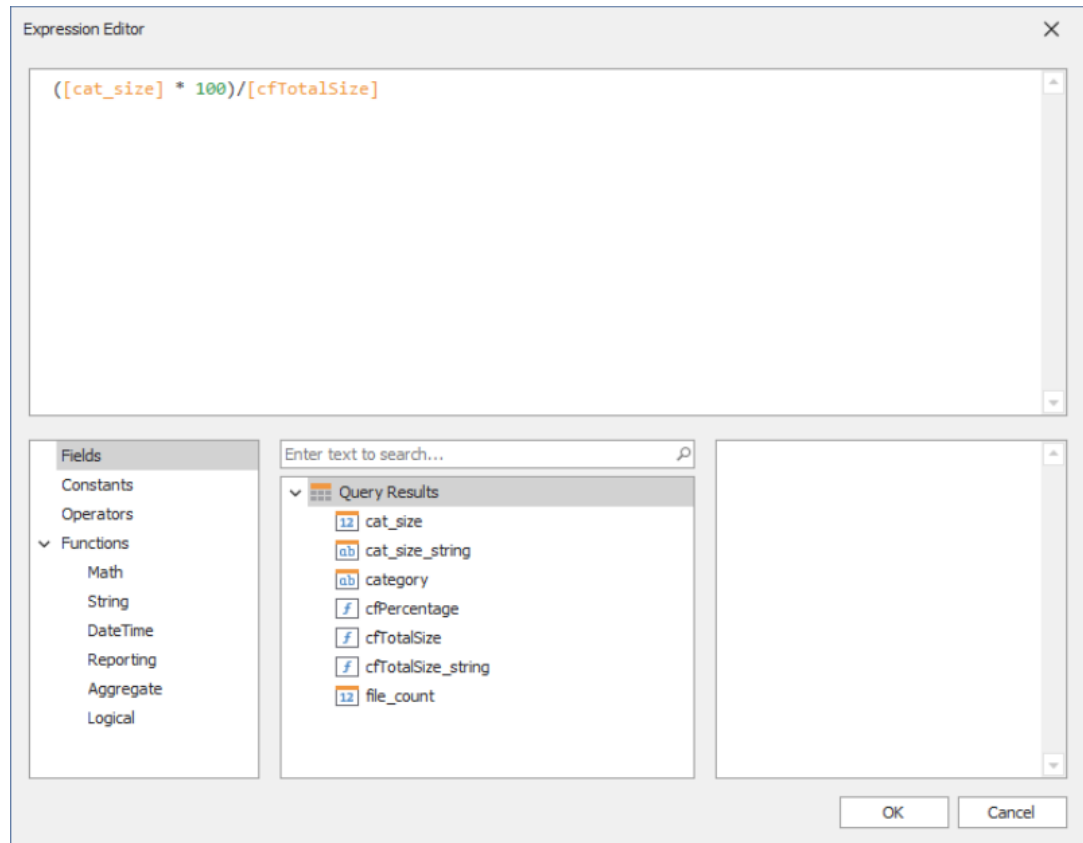 Expression Editor
([cat_size] * 100)/[cfTotalSize]
Fields
Constants
Operators
Functions
Math
String
DateTime
Reporting
Aggregate
Logical
Enter text to search...
Query Results
12 cat_size
ab cat_size_string
ab category
f cfPercentage
f cfTotalSize
f cfTotalSize_string
12 file_count
OK
Cancel